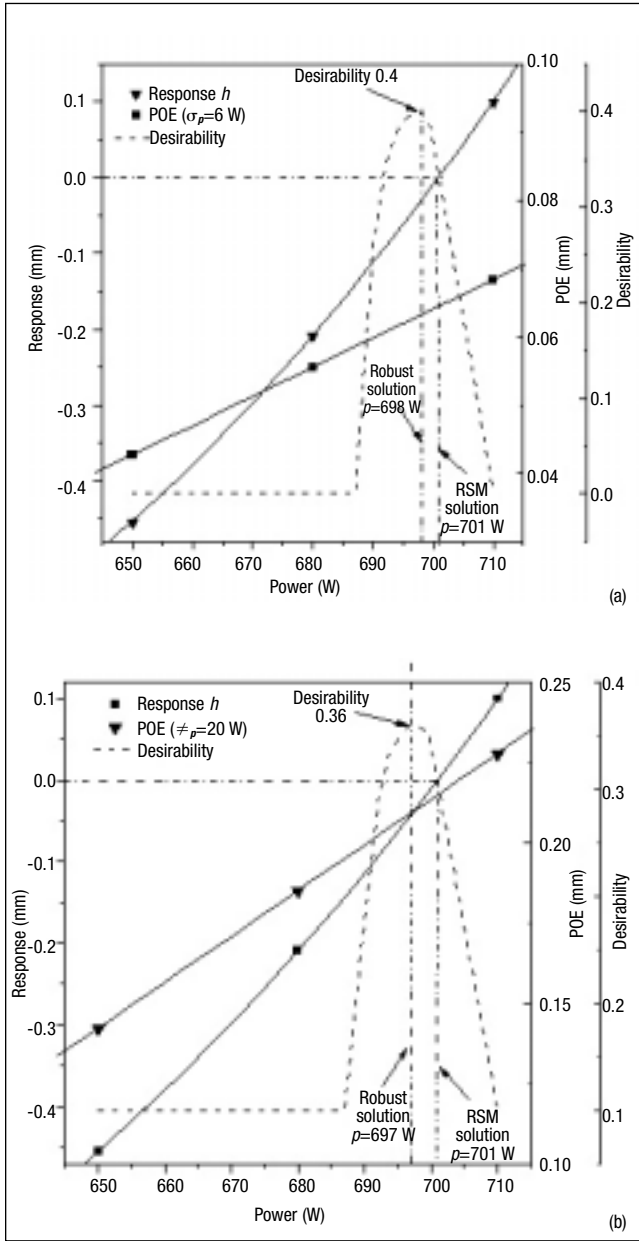 Response h
POE (σp=6 W)
Desirability
Desirability 0.4
0.1
0.0
-0.1
-0.2
-0.3
-0.4
Response (mm)
0.10
0.08
0.06
0.04
POE (mm)
0.4
0.3
0.2
0.1
0.0
Desirability
Robust
solution
p=698 W
RSM
solution
p=701 W
650 660 670 680 690 700 710
Power (W)
(a)
Response h
POE (≠p=20 W)
Desirability
Desirability
0.36
0.1
0.0
-0.1
-0.2
-0.3
-0.4
Response (mm)
0.25
0.20
0.15
0.10
POE (mm)
0.4
0.3
0.2
0.1
Desirability
Robust
solution
p=697 W
RSM
solution
p=701 W
650 660 670 680 690 700 710
Power (W)
(b)